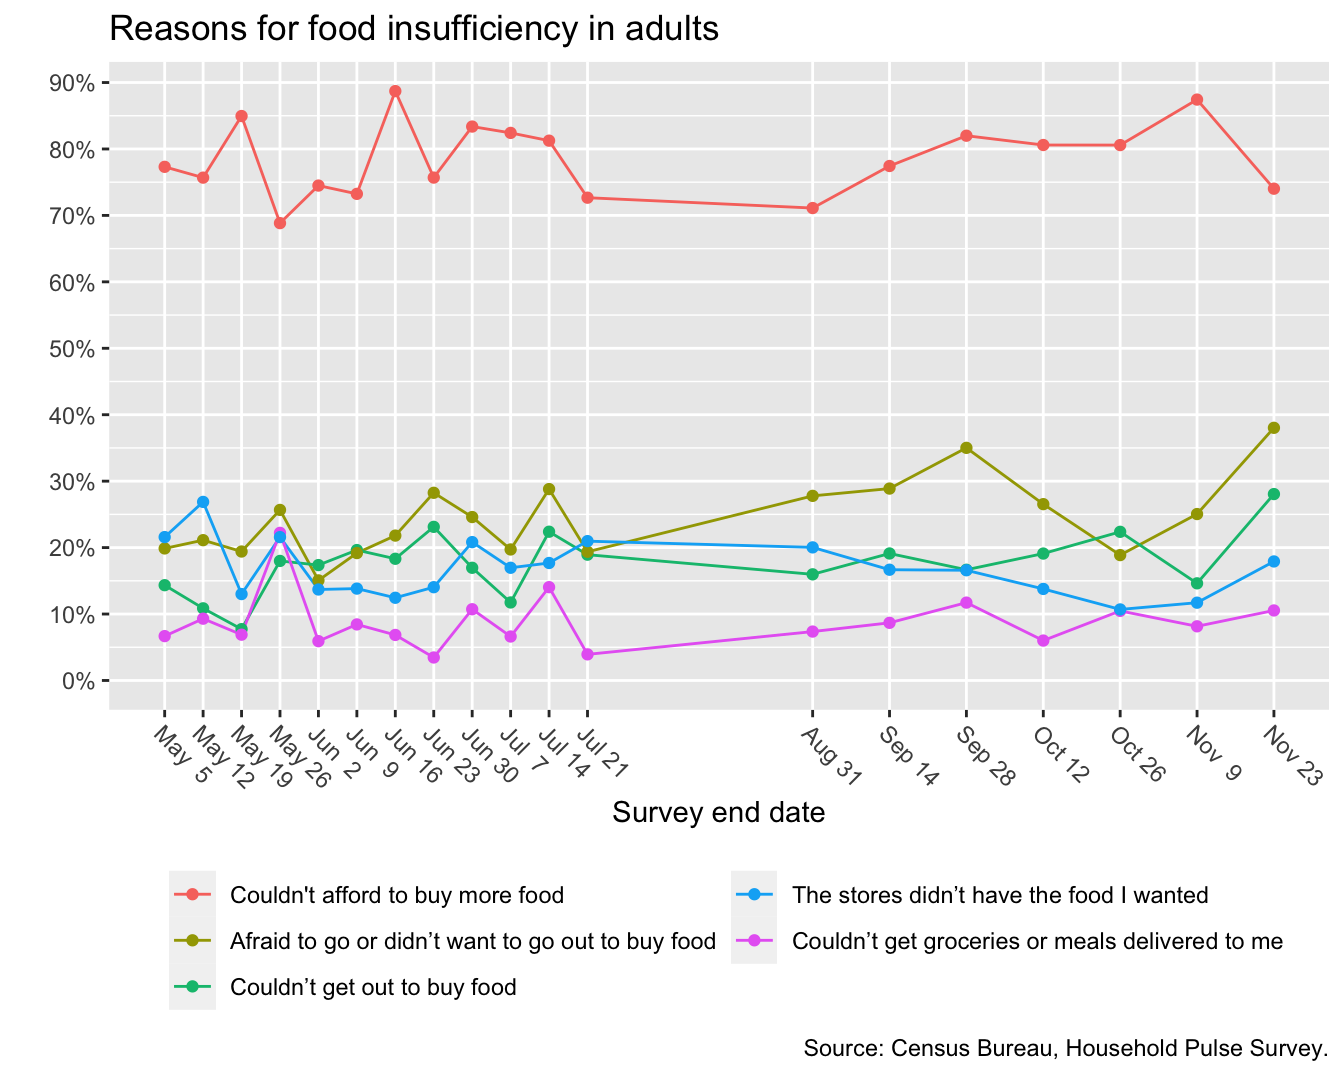 Reasons for food insufficiency in adults
90%
80%
70%
60%
50%
40%
30%
20%
10%
0%
May 5
May 12
May 19
May 26
Jun 2
Jun 9
Jun 16
Jun 23
Jun 30
Jul 7
Jul 14
Jul 21
Aug 31
Sep 14
Sep 28
Oct 12
Oct 26
Nov 9
Nov 23
Survey end date
Couldn't afford to buy more food
Afraid to go or didn’t want to go out to buy food
Couldn’t get out to buy food
The stores didn’t have the food I wanted
Couldn’t get groceries or meals delivered to me
Source: Census Bureau, Household Pulse Survey.